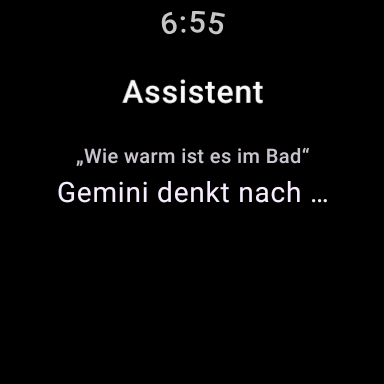 6:55
Assistent
„Wie warm ist es im Bad“
Gemini denkt nach …